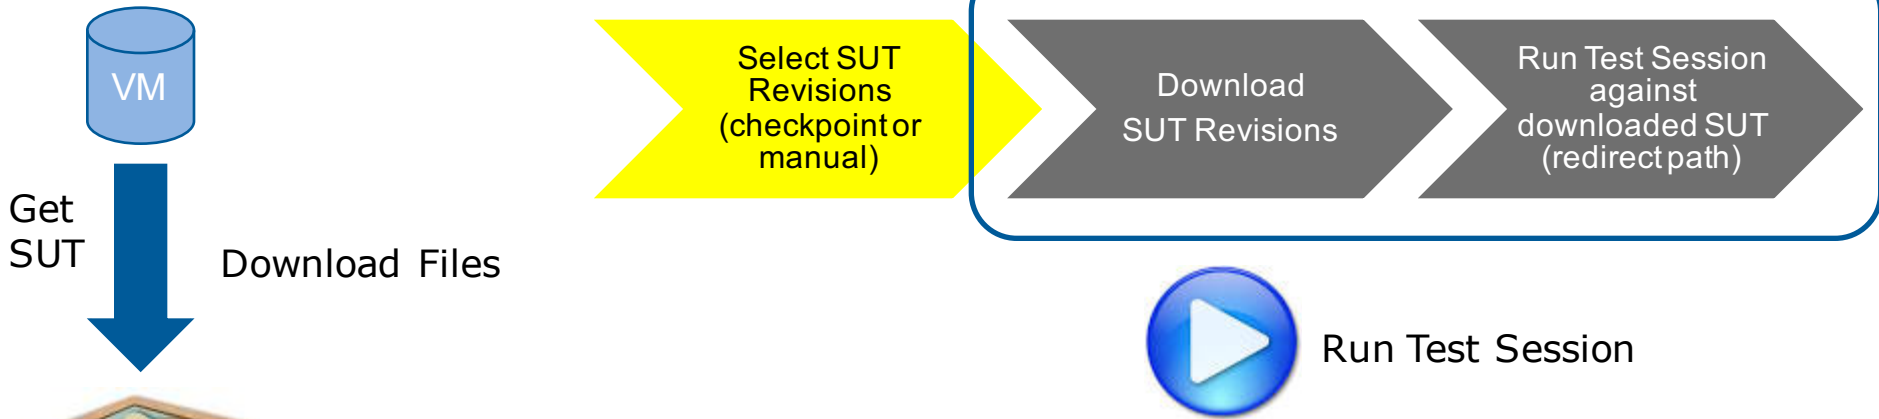 VM
Get
SUT
Download Files
Select SUT
Revisions
(checkpoint or
manual)
Download
SUT Revisions
Run Test Session
against
downloaded SUT
(redirect path)
Run Test Session